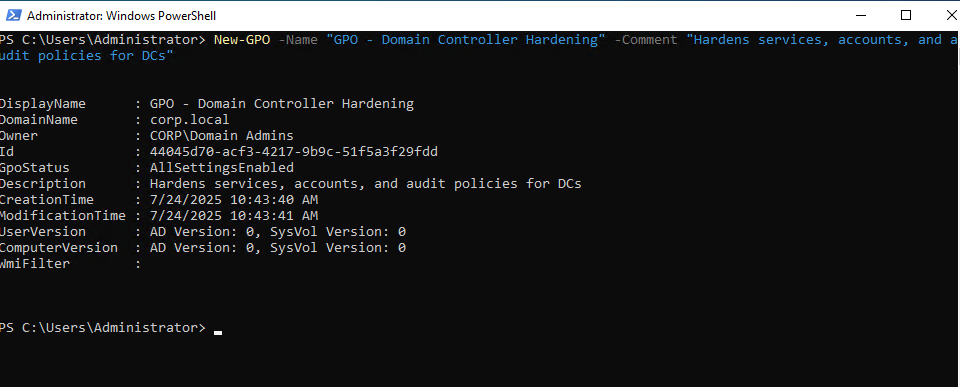 Administrator: Windows PowerShell
PS C:\Users\Administrator> New-GPO -Name "GPO - Domain Controller Hardening" -Comment "Hardens services, accounts, and a
udit policies for DCs"
DisplayName      : GPO - Domain Controller Hardening
DomainName       : corp.local
Owner            : CORP\Domain Admins
Id               : 44045d70-acf3-4217-9b9c-51f5a3f29fdd
GpoStatus        : AllSettingsEnabled
Description      : Hardens services, accounts, and audit policies for DCs
CreationTime     : 7/24/2025 10:43:40 AM
ModificationTime : 7/24/2025 10:43:41 AM
UserVersion      : AD Version: 0, SysVol Version: 0
ComputerVersion  : AD Version: 0, SysVol Version: 0
WmiFilter        :
PS C:\Users\Administrator>